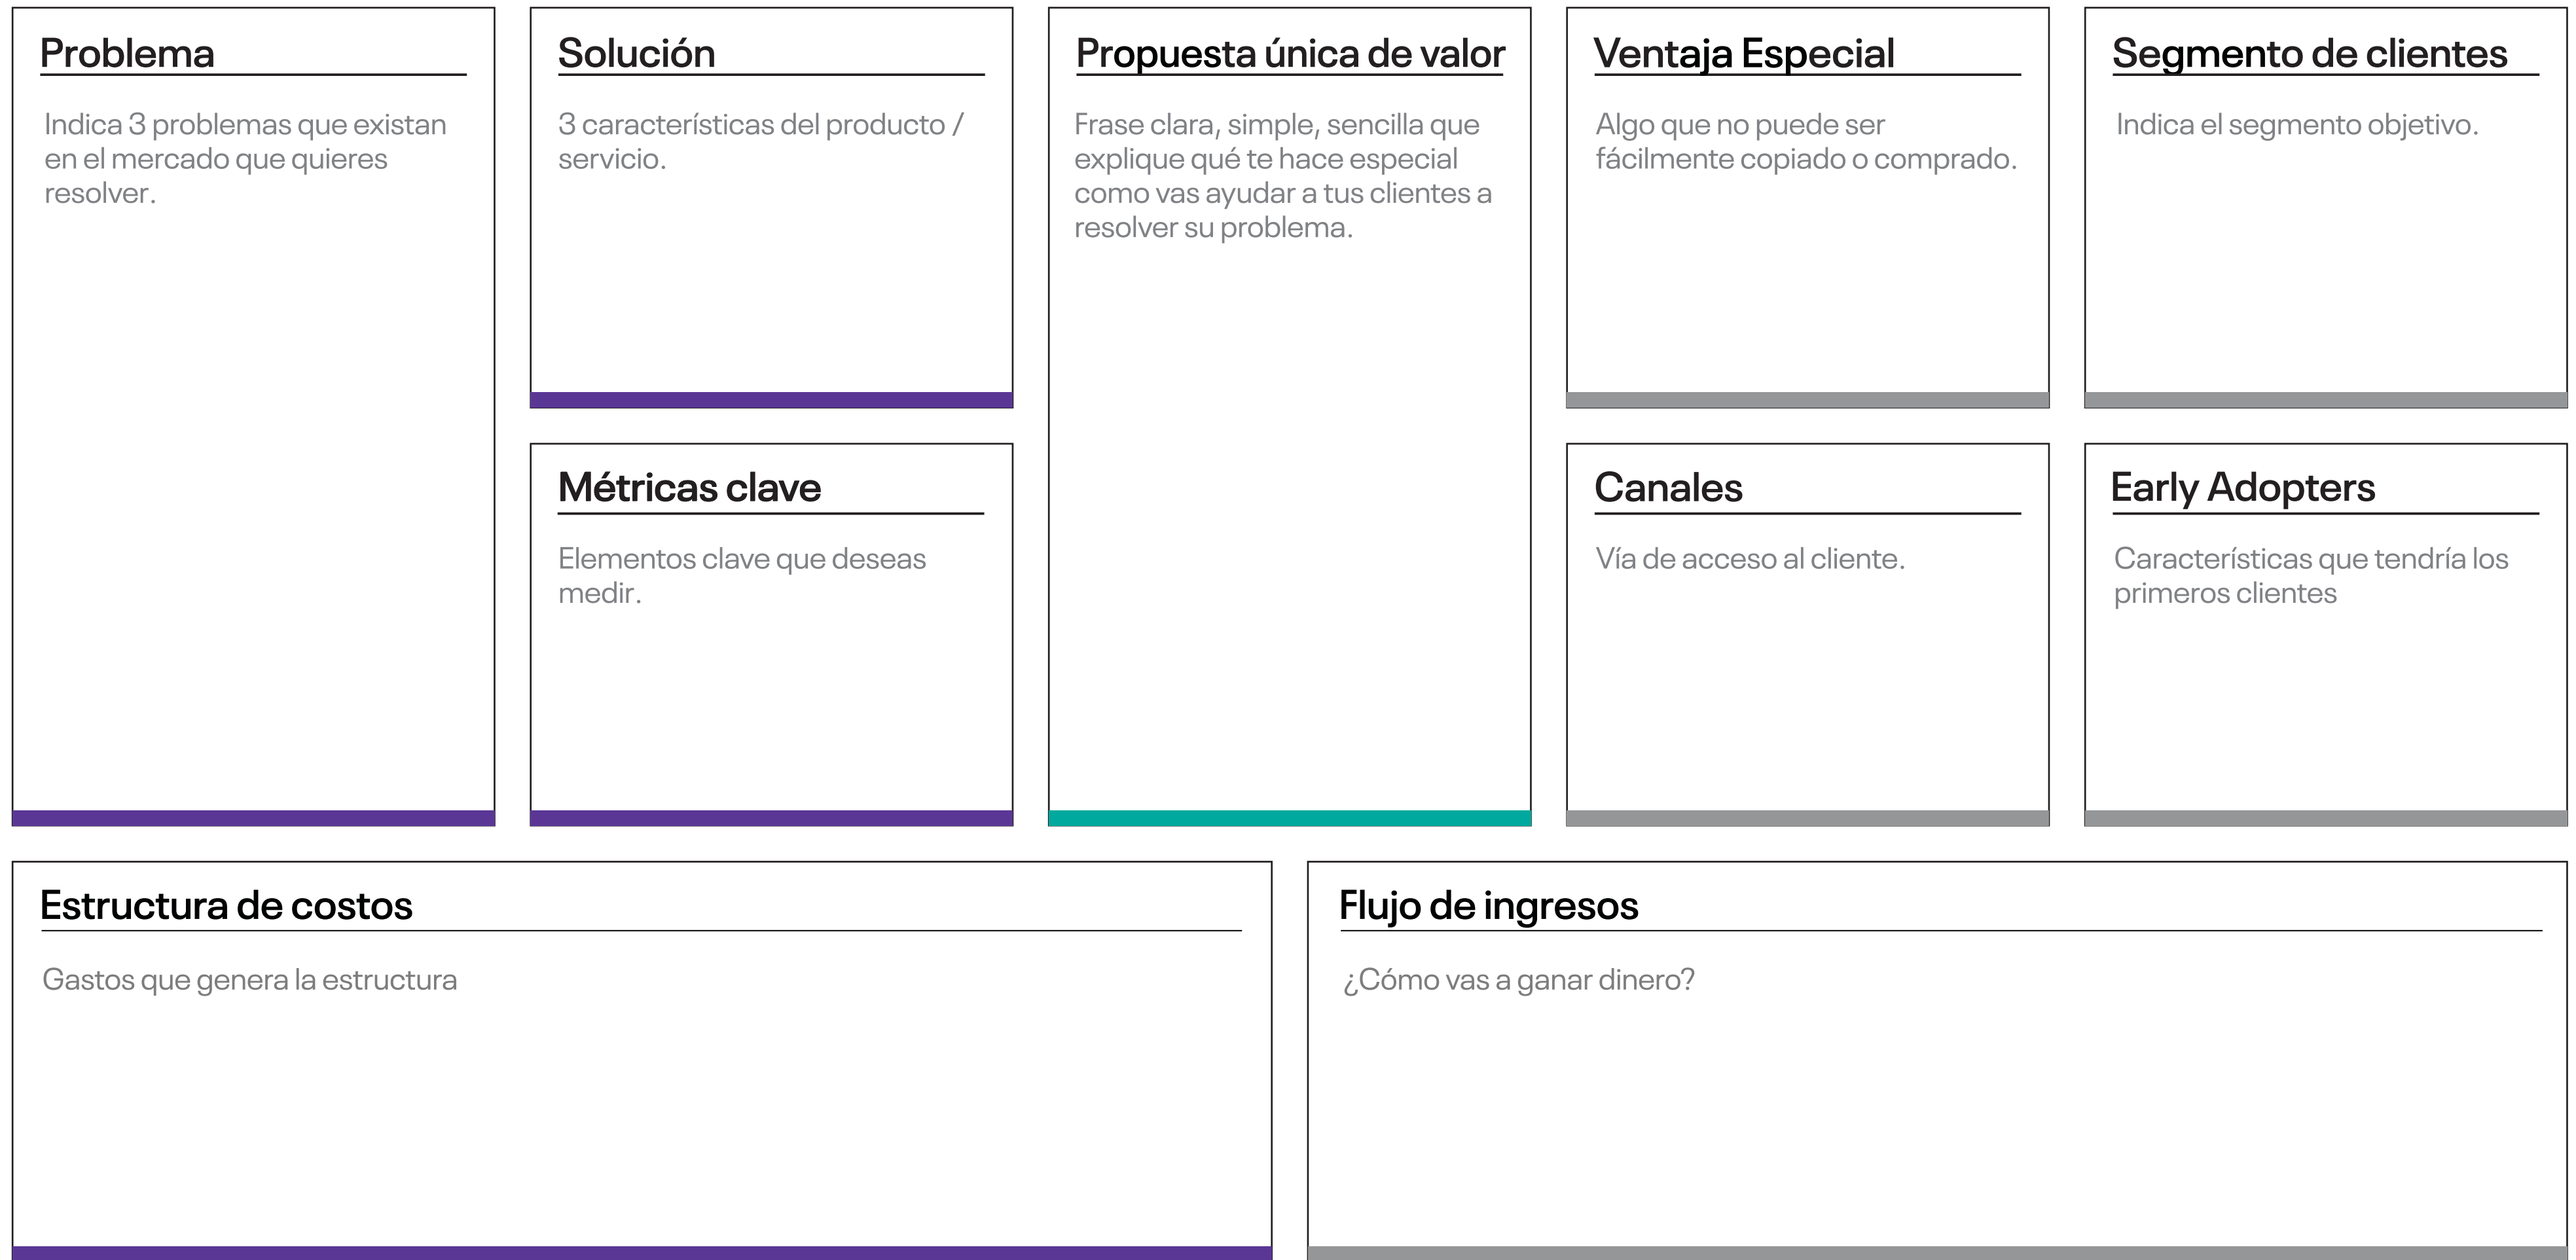 Problema
Indica 3 problemas que existan
en el mercado que quieres
resolver.
Solución
3 características del producto /
servicio.
Métricas clave
Elementos clave que deseas
medir.
Propuesta única de valor
Frase clara, simple, sencilla que
explique qué te hace especial
como vas ayudar a tus clientes a
resolver su problema.
Ventaja Especial
Algo que no puede ser
fácilmente copiado o comprado.
Canales
Vía de acceso al cliente.
Segmento de clientes
Indica el segmento objetivo.
Early Adopters
Características que tendría los
primeros clientes
Estructura de costos
Gastos que genera la estructura
Flujo de ingresos
¿Cómo vas a ganar dinero?